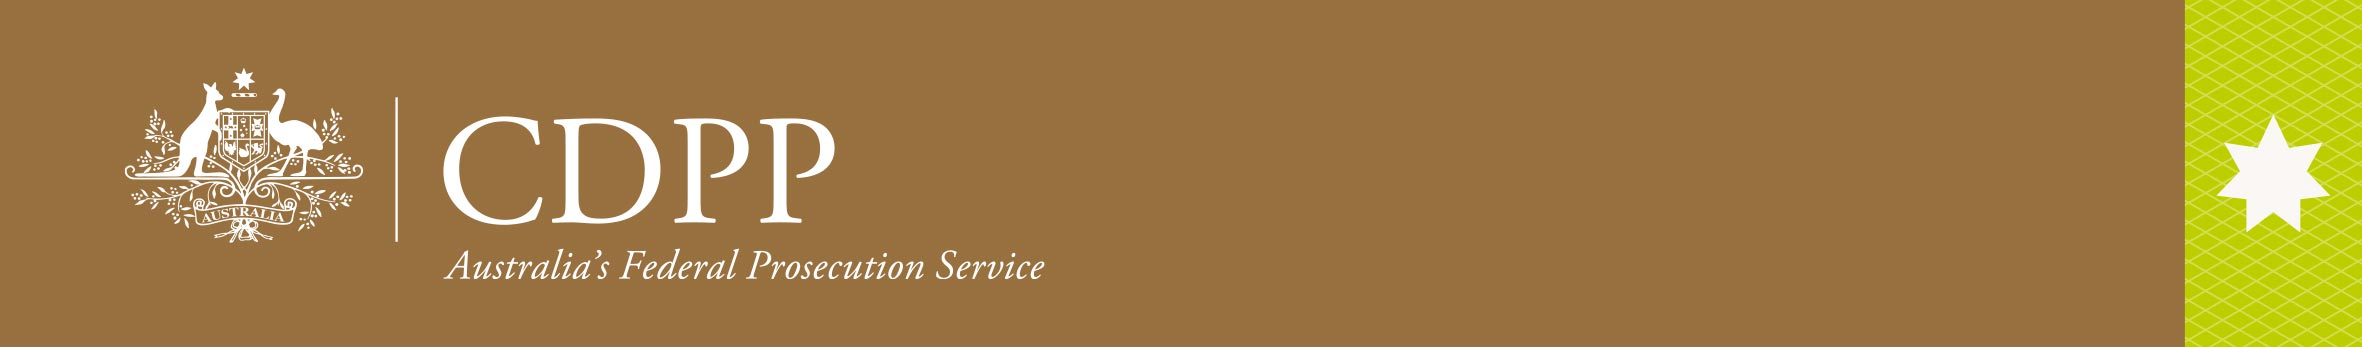 AUSTRALIA
CDPP
Australia’s Federal Prosecution Service